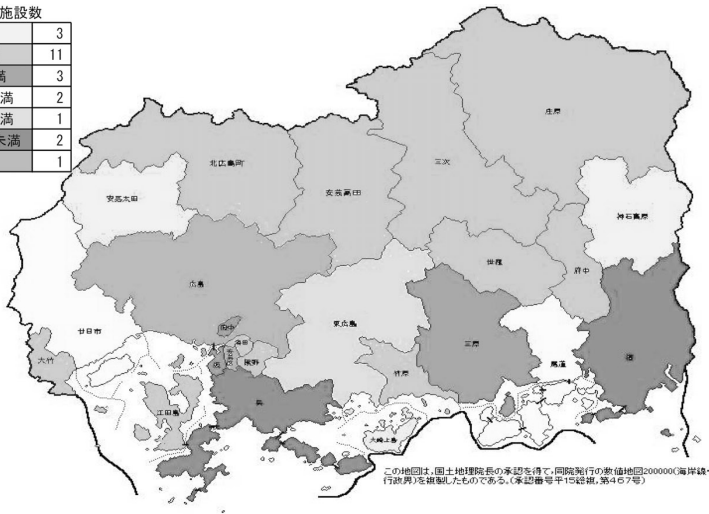 施設数
3
11
満 3
満 2
満 1
未満 2
1
庄原
北広島町
三次
安芸高田
安芸太田
神石高原
世羅
府中
広島
東広島
府中
三原
廿日市
海田
熊野
尾道
大竹
竹原
呉
江田島
大崎上島
この地図は，国土地理院長の承認を得て，同院発行の数値地図200000(海岸線・
行政界)を複製したものである。(承認番号平15総複，第467号)